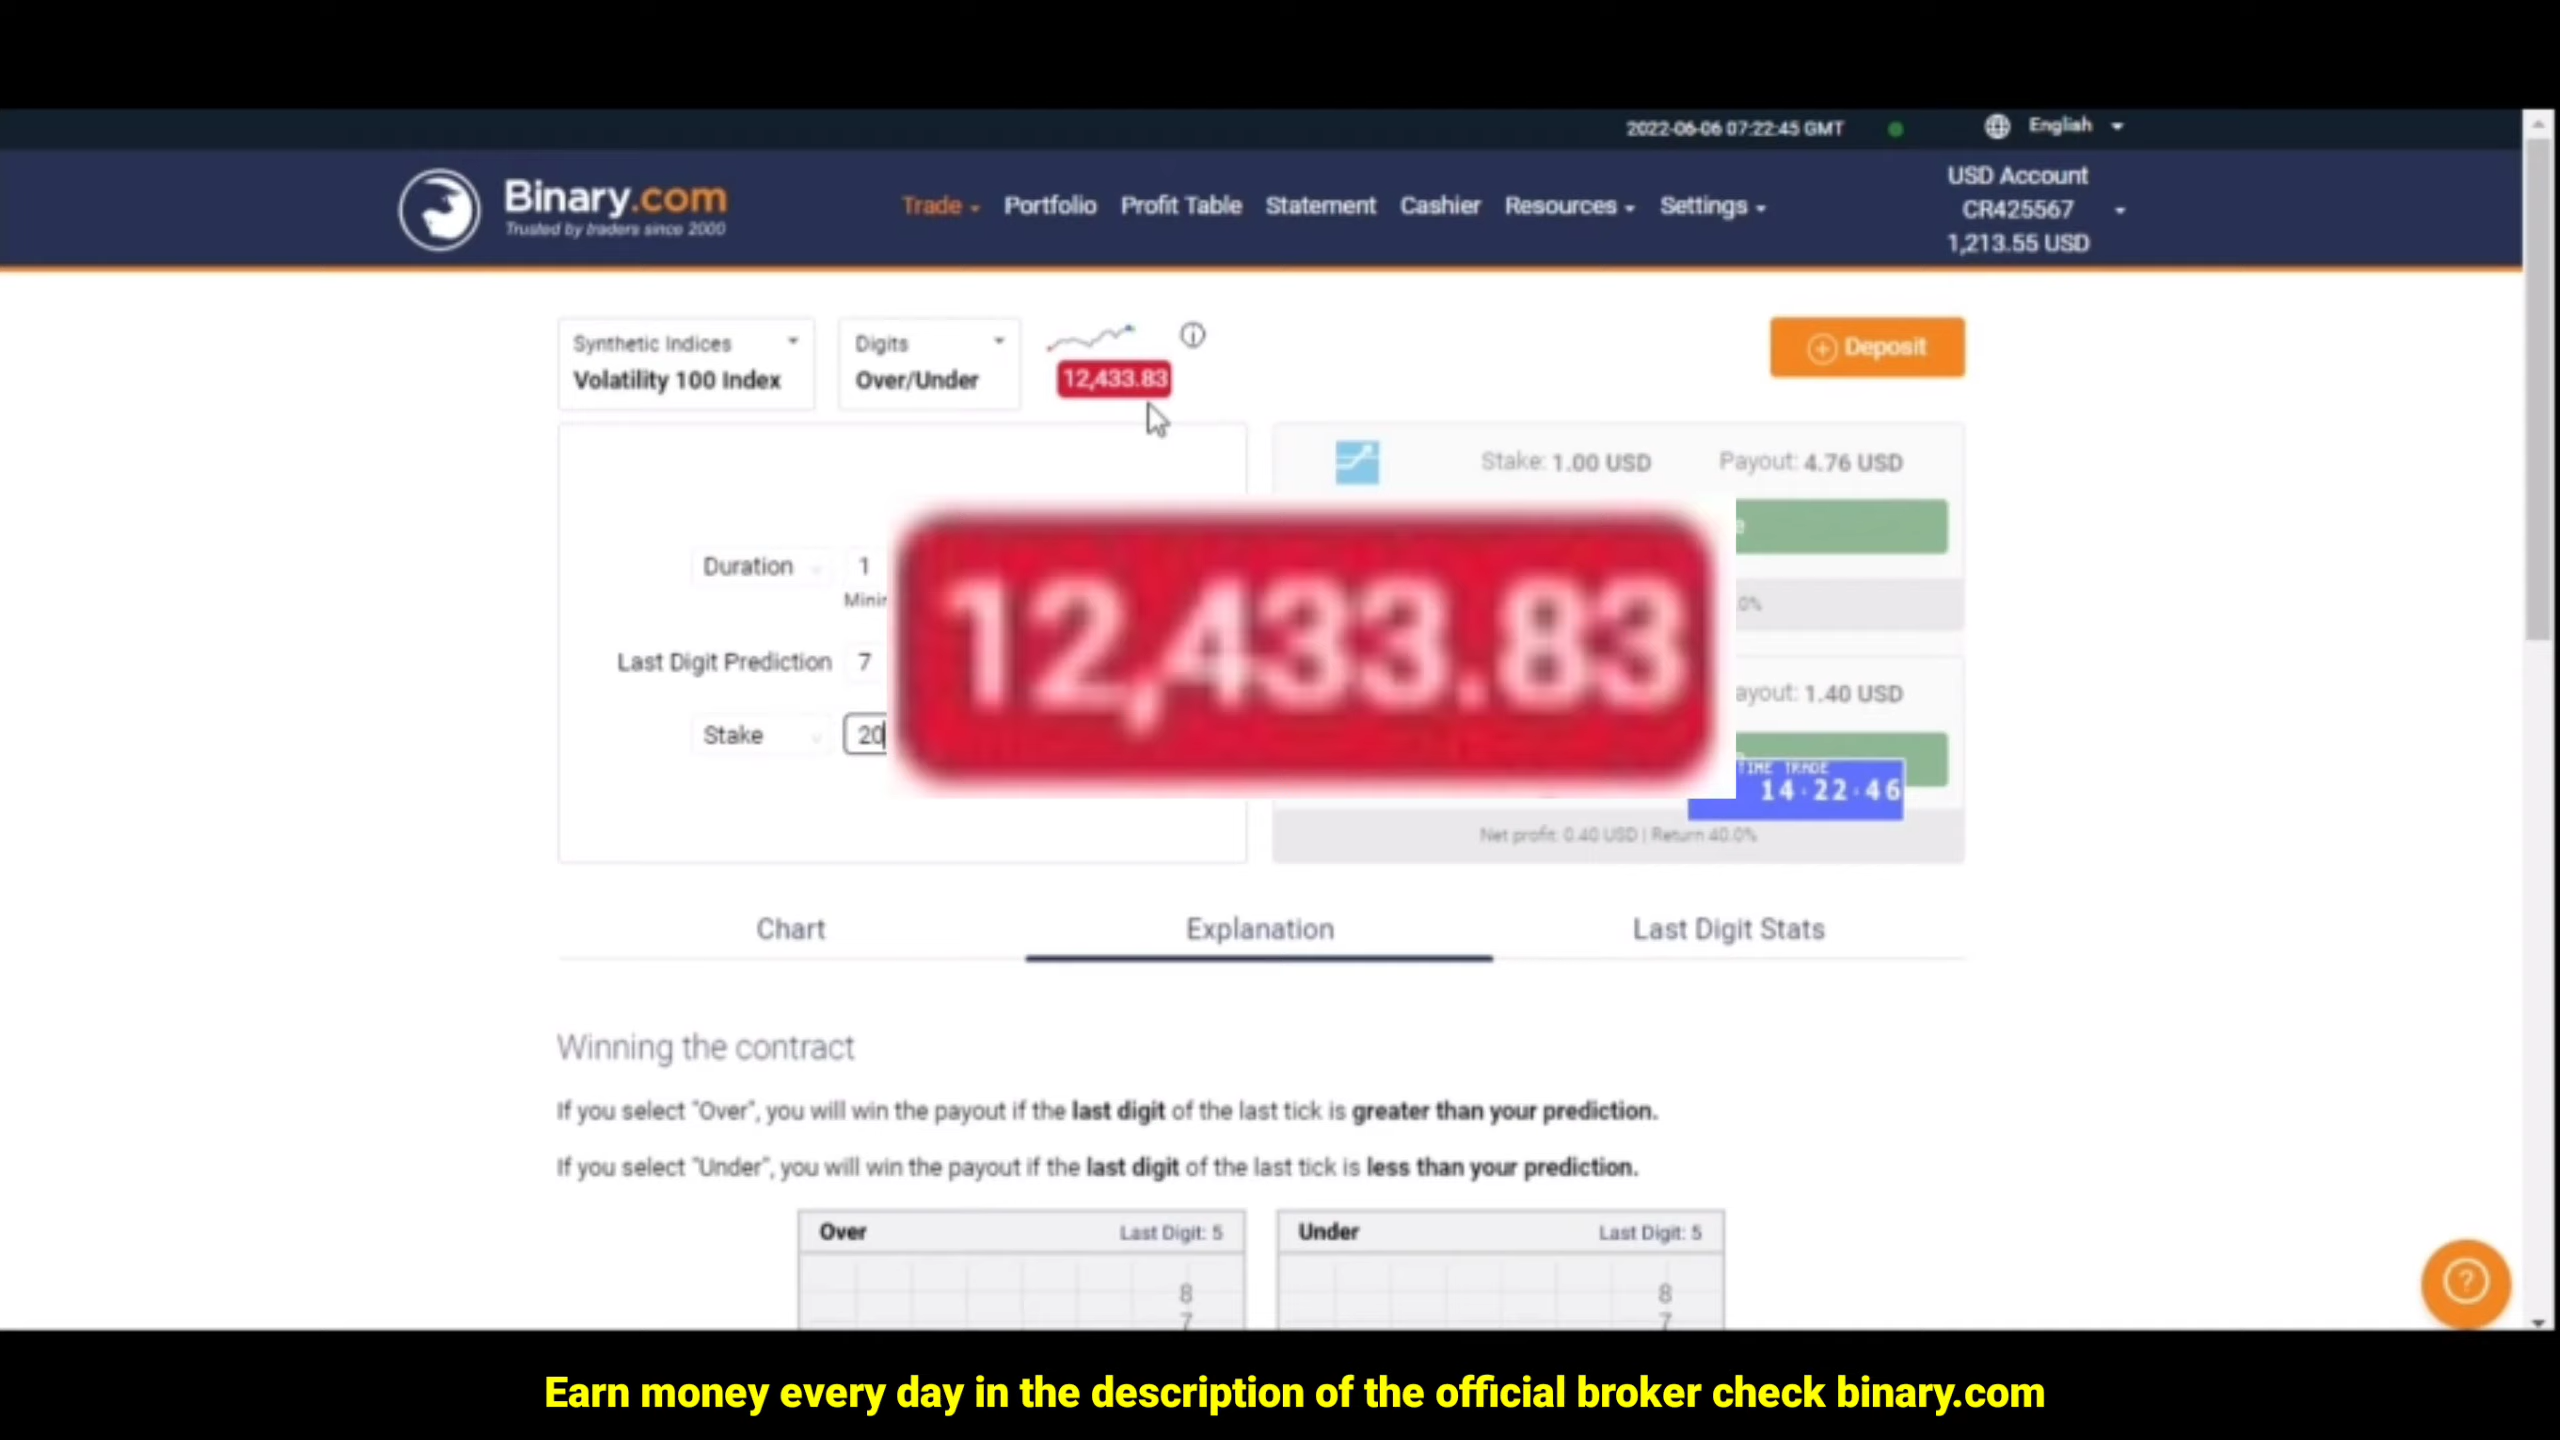 2022-06-06 07:22:45 GMT
English
Binary.com
Trusted by traders since 2000
Trade
Portfolio
Profit Table
Statement
Cashier
Resources
Settings
USD Account
CR425567
1,213.55 USD
Synthetic Indices
Volatility 100 Index
Digits
Over/Under
12,433.83
Deposit
Stake: 1.00 USD
Payout: 4.76 USD
Duration
1
12,433.83
Last Digit Prediction
7
1.40 USD
Stake
20
TIME TRADE
14:22:46
Net profit: 0.40 USD | Return 40.0%
Chart
Explanation
Last Digit Stats
Winning the contract
If you select "Over", you will win the payout if the last digit of the last tick is greater than your prediction.
If you select "Under", you will win the payout if the last digit of the last tick is less than your prediction.
Over
Last Digit: 5
Under
Last Digit: 5
8
8
7
7
Earn money every day in the description of the official broker check binary.com